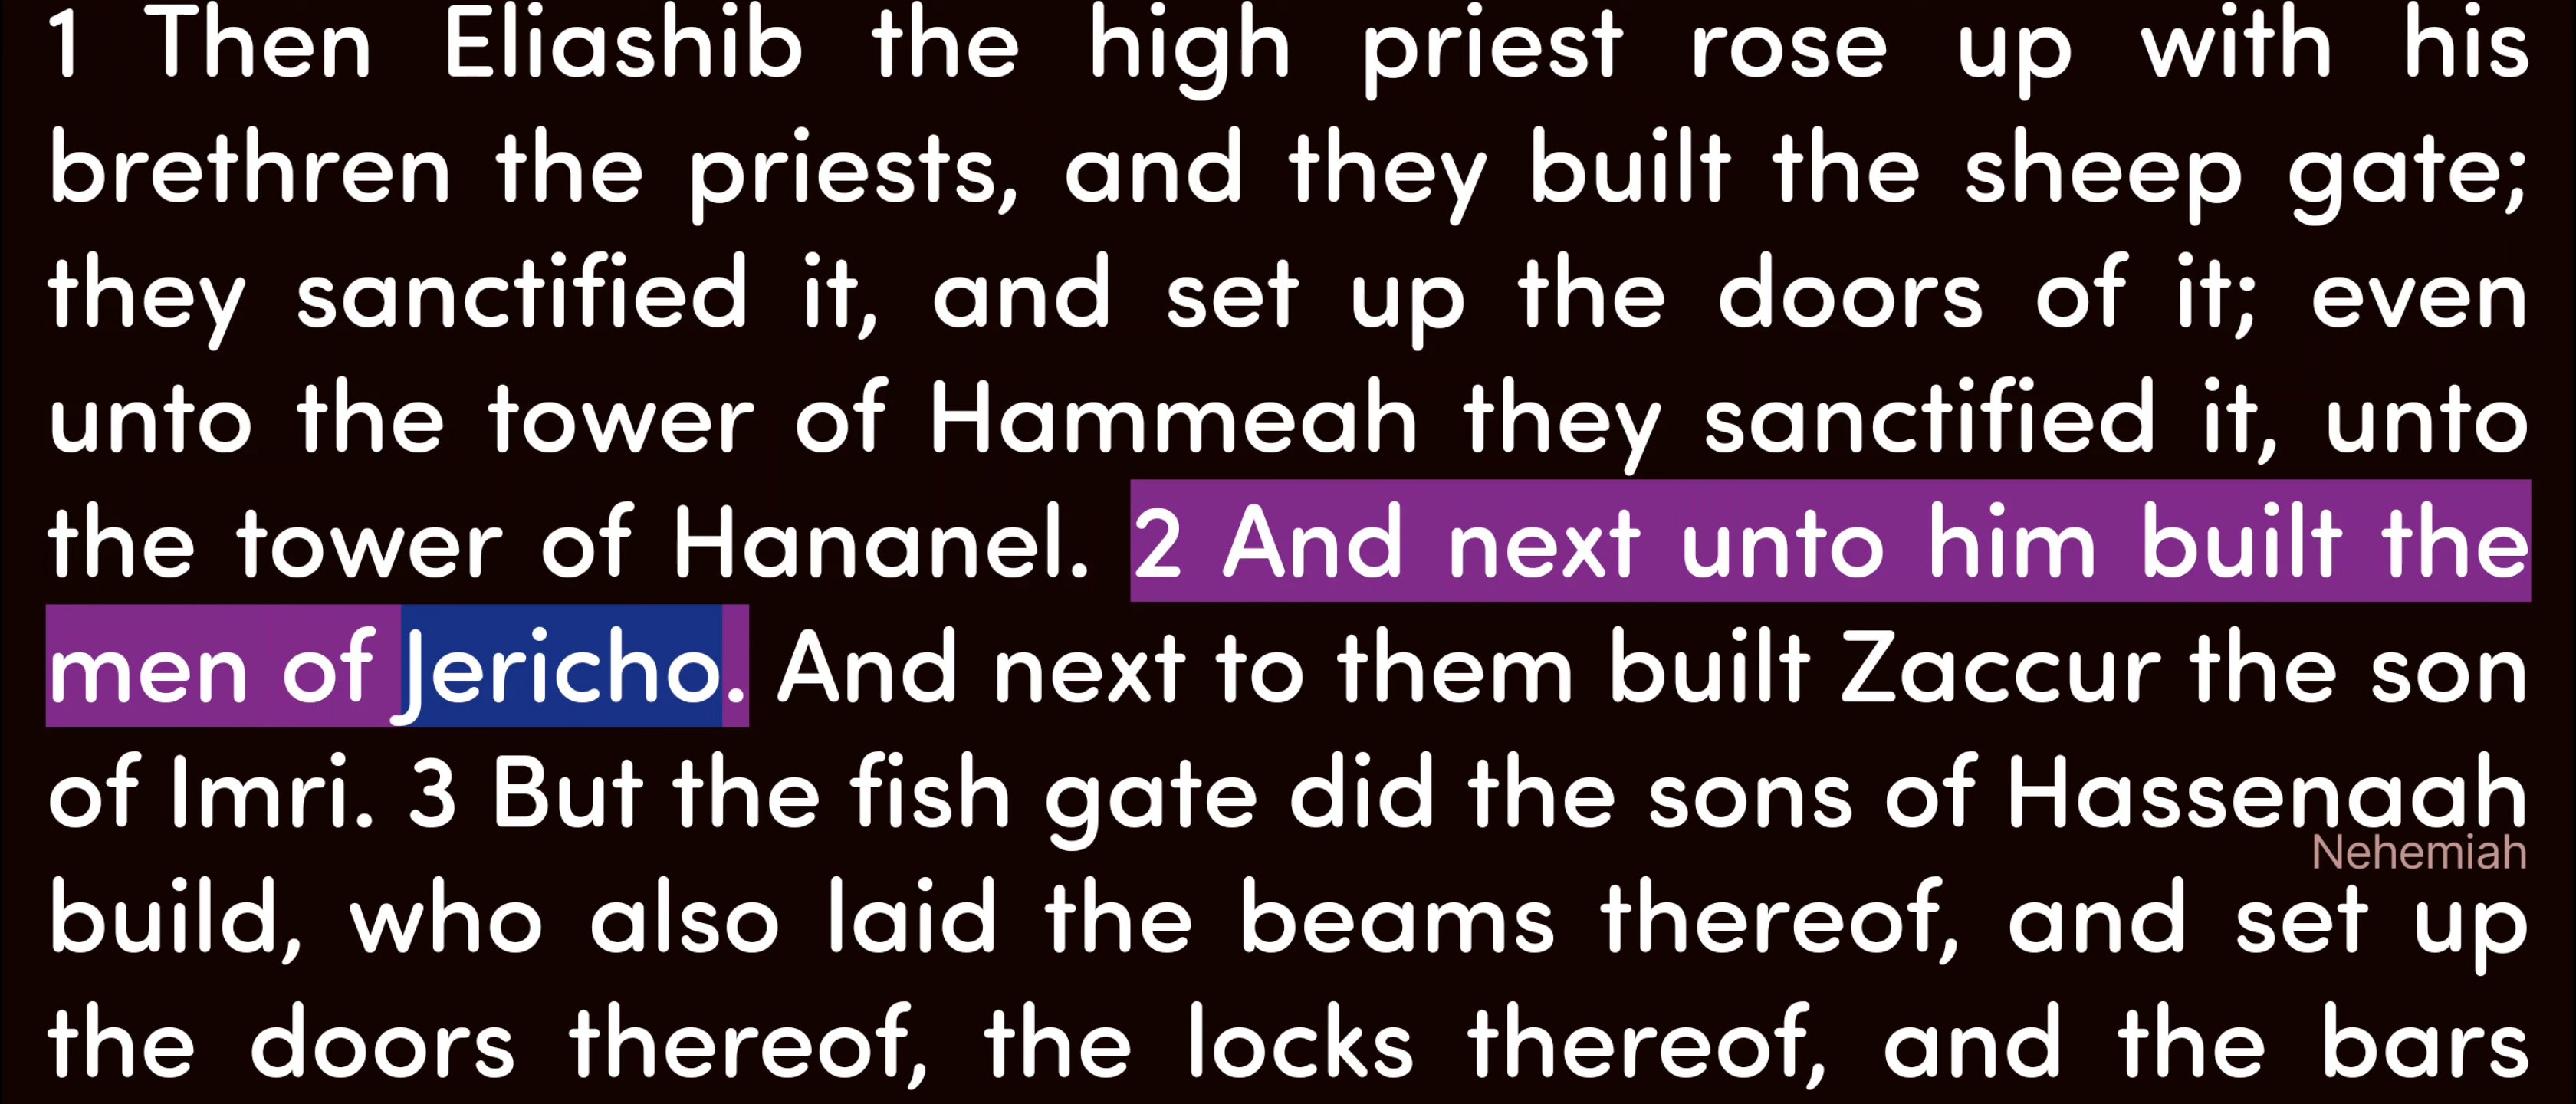 1 Then Eliashib the high priest rose up with his
brethren the priests, and they built the sheep gate;
they sanctified it, and set up the doors of it; even
unto the tower of Hammeah they sanctified it, unto
the tower of Hananel. 2 And next unto him built the
men of Jericho. And next to them built Zaccur the son
of Imri. 3 But the fish gate did the sons of Hassenaah
Nehemiah
build, who also laid the beams thereof, and set up
the doors thereof, the locks thereof, and the bars